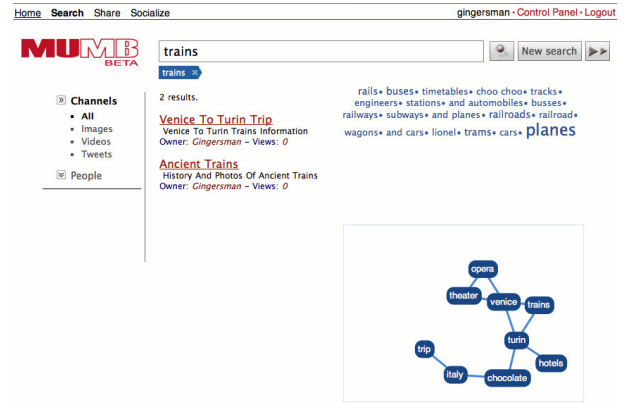 Home Search Share Socialize
gingersman • Control Panel • Logout
MUMB
BETA
trains
New search
trains ×
2 results.
Channels
All
Images
Videos
Tweets
People
Venice To Turin Trip
Venice To Turin Trains Information
Owner: Gingersman – Views: 0
Ancient Trains
History And Photos Of Ancient Trains
Owner: Gingersman – Views: 0
rails• buses• timetables• choo choo• tracks•
engineers• stations• and automobiles• busses•
railways• subways• and planes• railroads• railroad•
wagons• and cars• lionel• trams• cars• planes
opera
theater
venice
trains
turin
trip
hotels
italy
chocolate